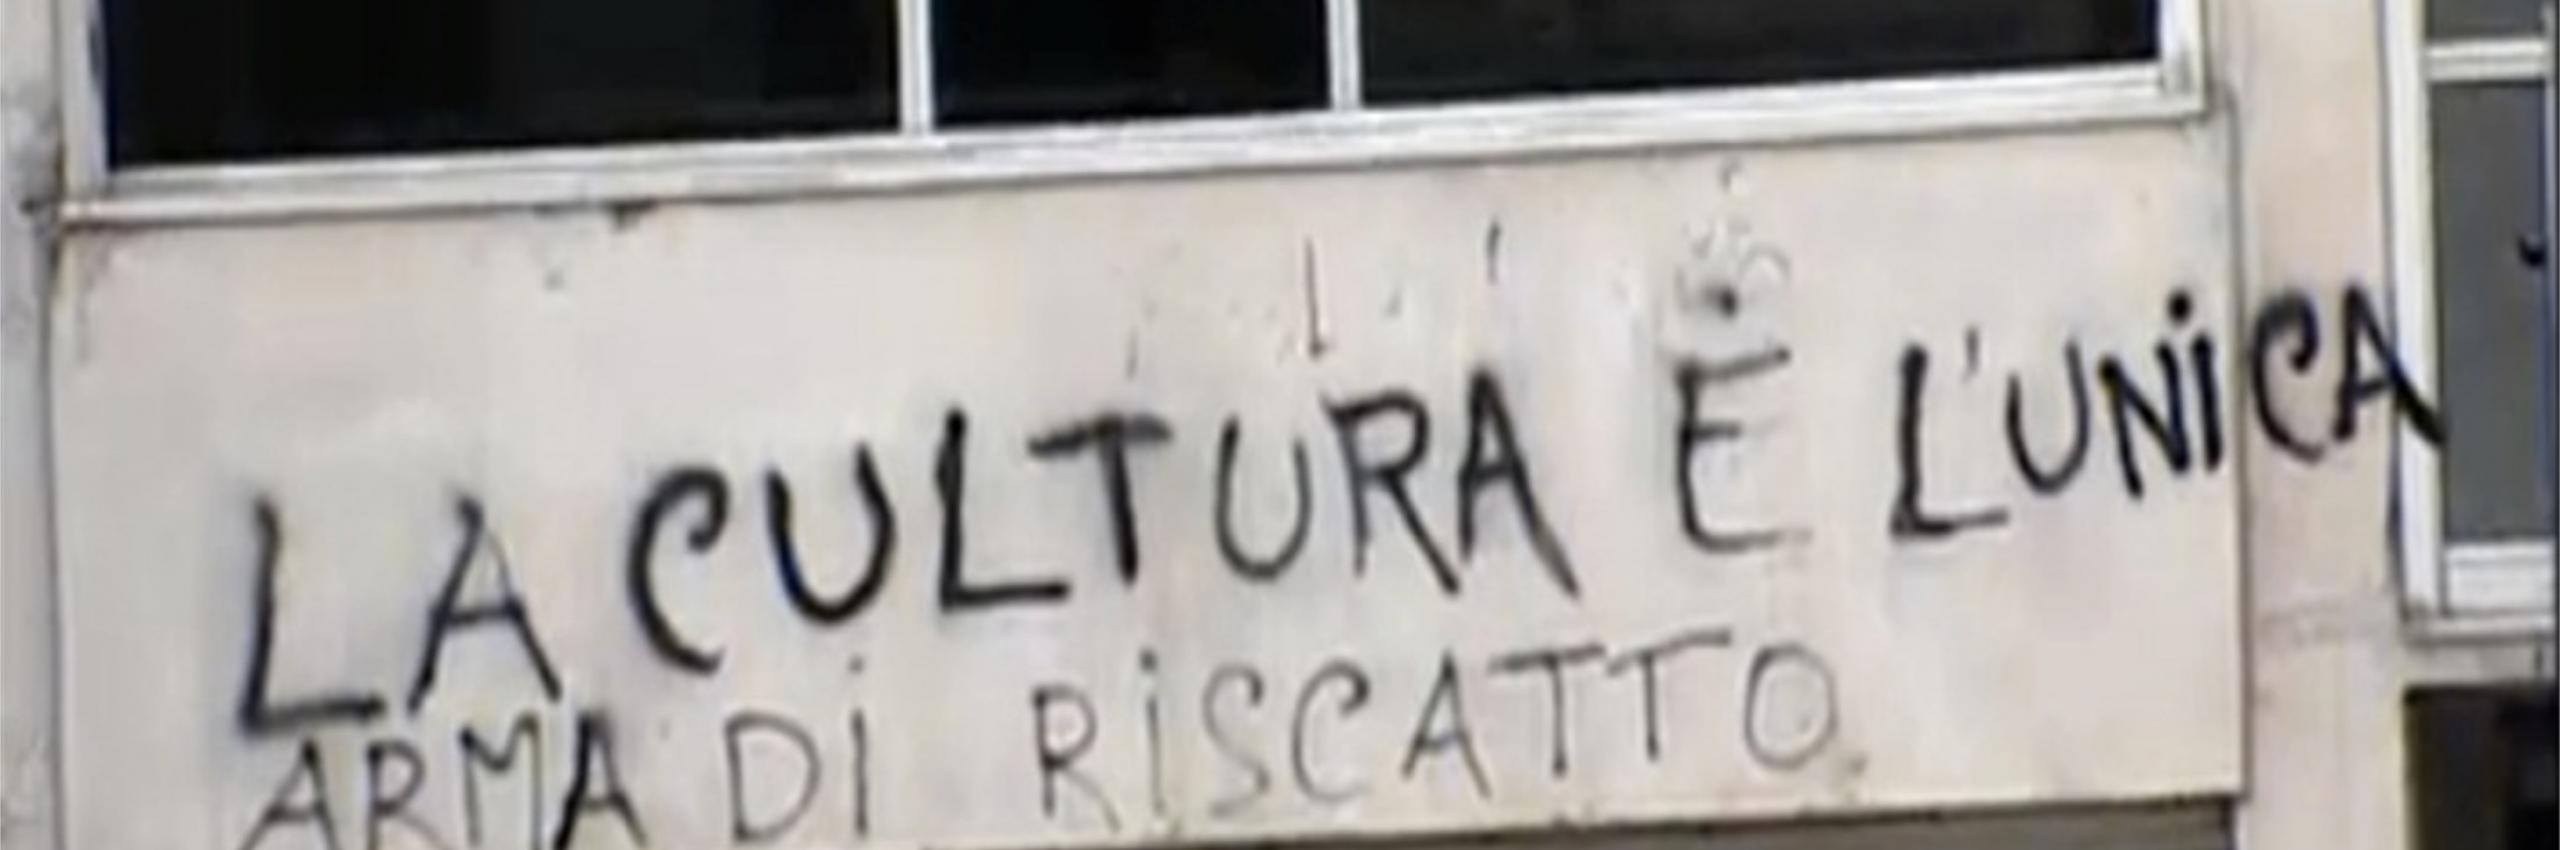 LA CULTURA E L'UNiCA
ARMA Di RiSCATTO.